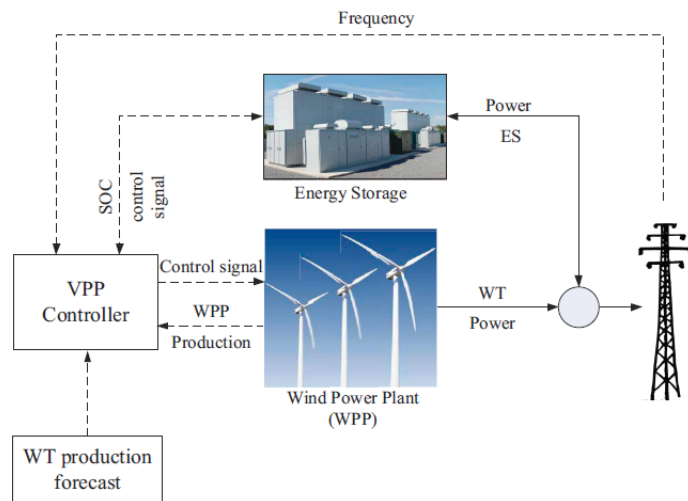 Frequency
Power
ES
Energy Storage
SOC
control
signal
Control signal
VPP
Controller
WPP
Production
WT
Power
Wind Power Plant
(WPP)
WT production
forecast